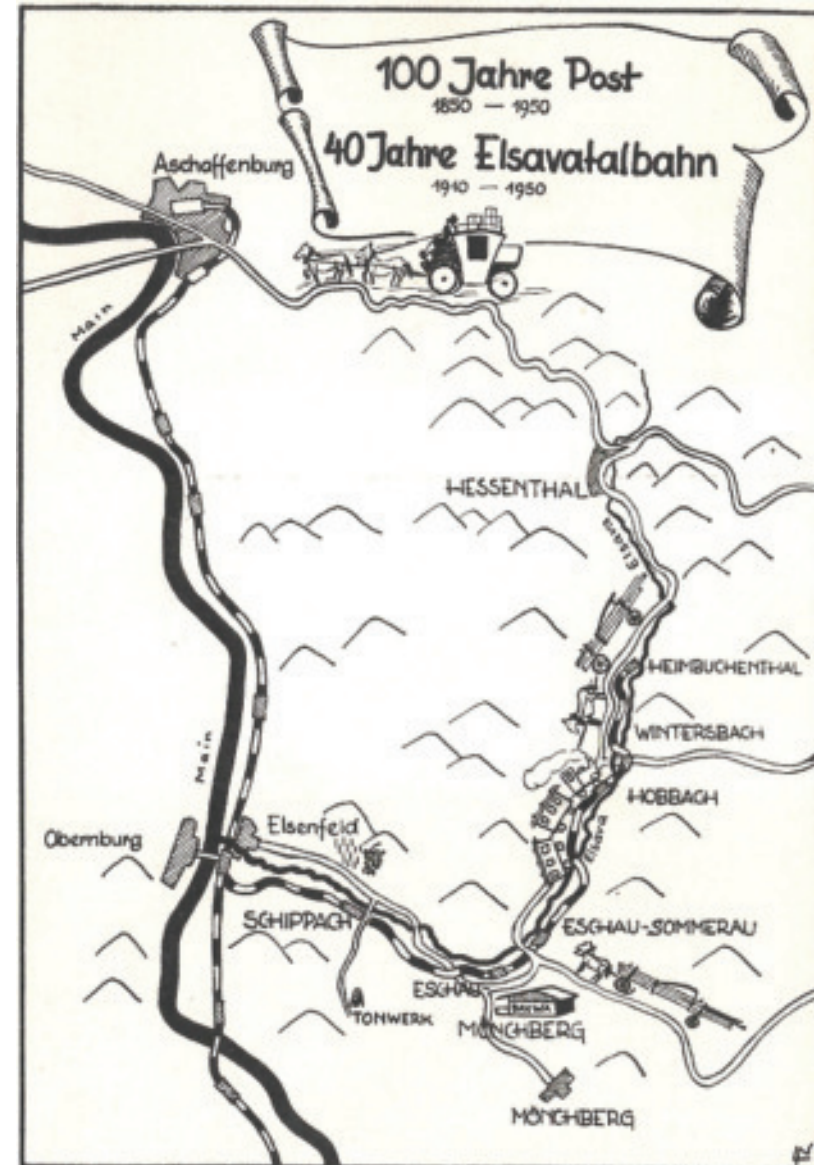 100 Jahre Post
1850 — 1950
40 Jahre Elsavatalbahn
1910 — 1950
Aschaffenburg
Main
HESSENTHAL
Elsava
HEIMBUCHENTHAL
WINTERSBACH
Main
HOBBACH
Elsenfeld
Obernburg
Elsava
SCHIPPACH
ESCHAU-SOMMERAU
ESCHAU
BAYWA
TONWERK
MÖNCHBERG
MÖNCHBERG